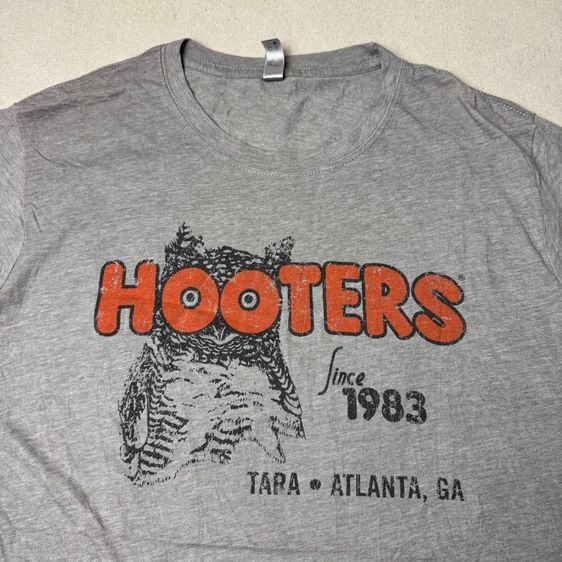 HOOTERS®
Since
1983
TARA • ATLANTA, GA